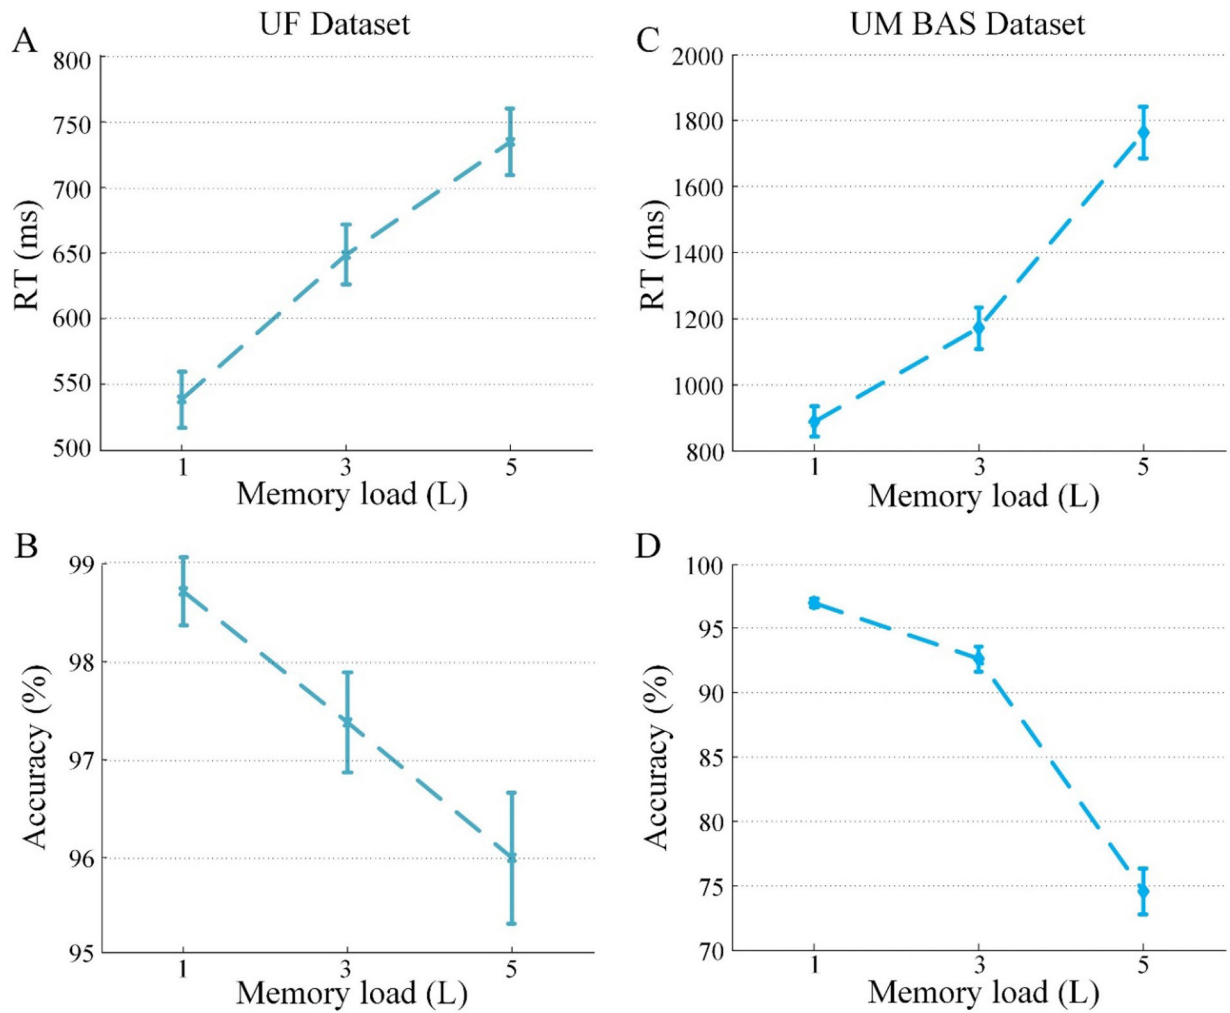 UF Dataset
A
800
750
700
650
600
550
500
RT (ms)
1 3 5
Memory load (L)
UM BAS Dataset
C
2000
1800
1600
1400
1200
1000
800
RT (ms)
1 3 5
Memory load (L)
B
99
98
97
96
95
Accuracy (%)
1 3 5
Memory load (L)
D
100
95
90
85
80
75
70
Accuracy (%)
1 3 5
Memory load (L)